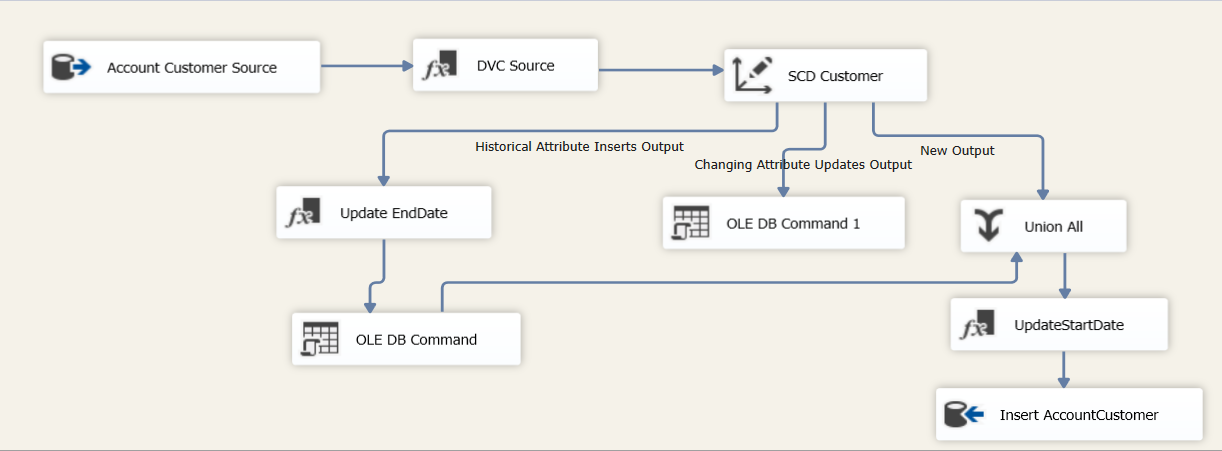 Account Customer Source
DVC Source
SCD Customer
Historical Attribute Inserts Output
Changing Attribute Updates Output
New Output
Update EndDate
OLE DB Command 1
Union All
OLE DB Command
UpdateStartDate
Insert AccountCustomer